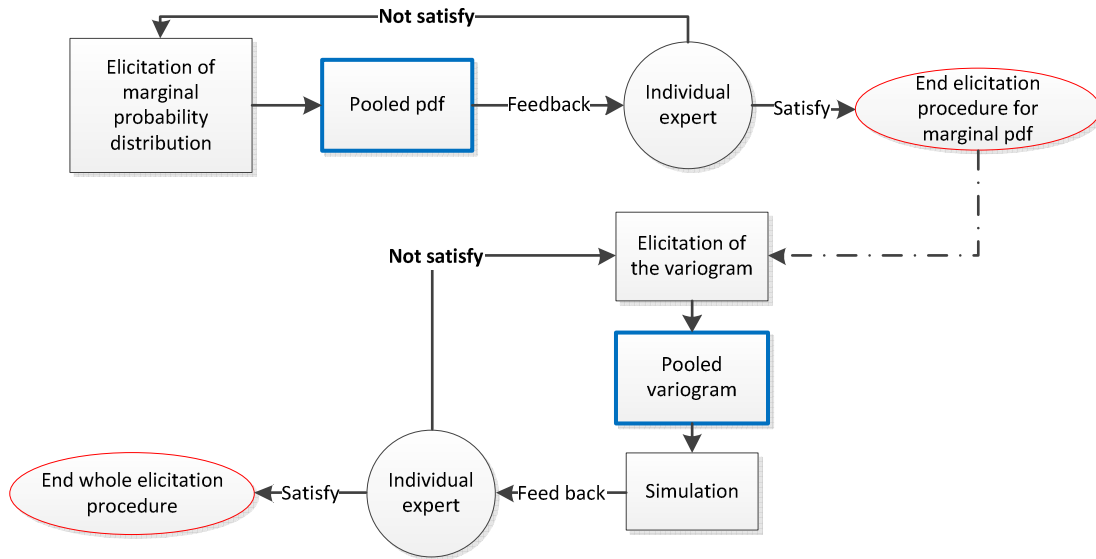 Not satisfy
Elicitation of
marginal
probability
distribution
Pooled pdf
Feedback
Individual
expert
Satisfy
End elicitation
procedure for
marginal pdf
Not satisfy
Elicitation of
the variogram
Pooled
variogram
End whole elicitation
procedure
Satisfy
Individual
expert
Feed back
Simulation